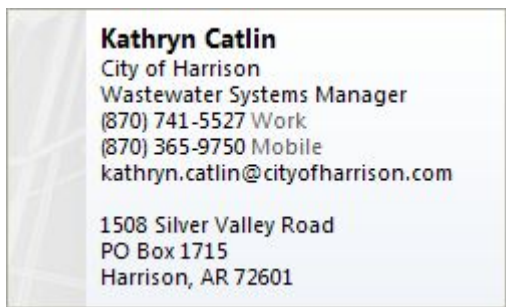 Kathryn Catlin
City of Harrison
Wastewater Systems Manager
(870) 741-5527 Work
(870) 365-9750 Mobile
kathryn.catlin@cityofharrison.com
1508 Silver Valley Road
PO Box 1715
Harrison, AR 72601